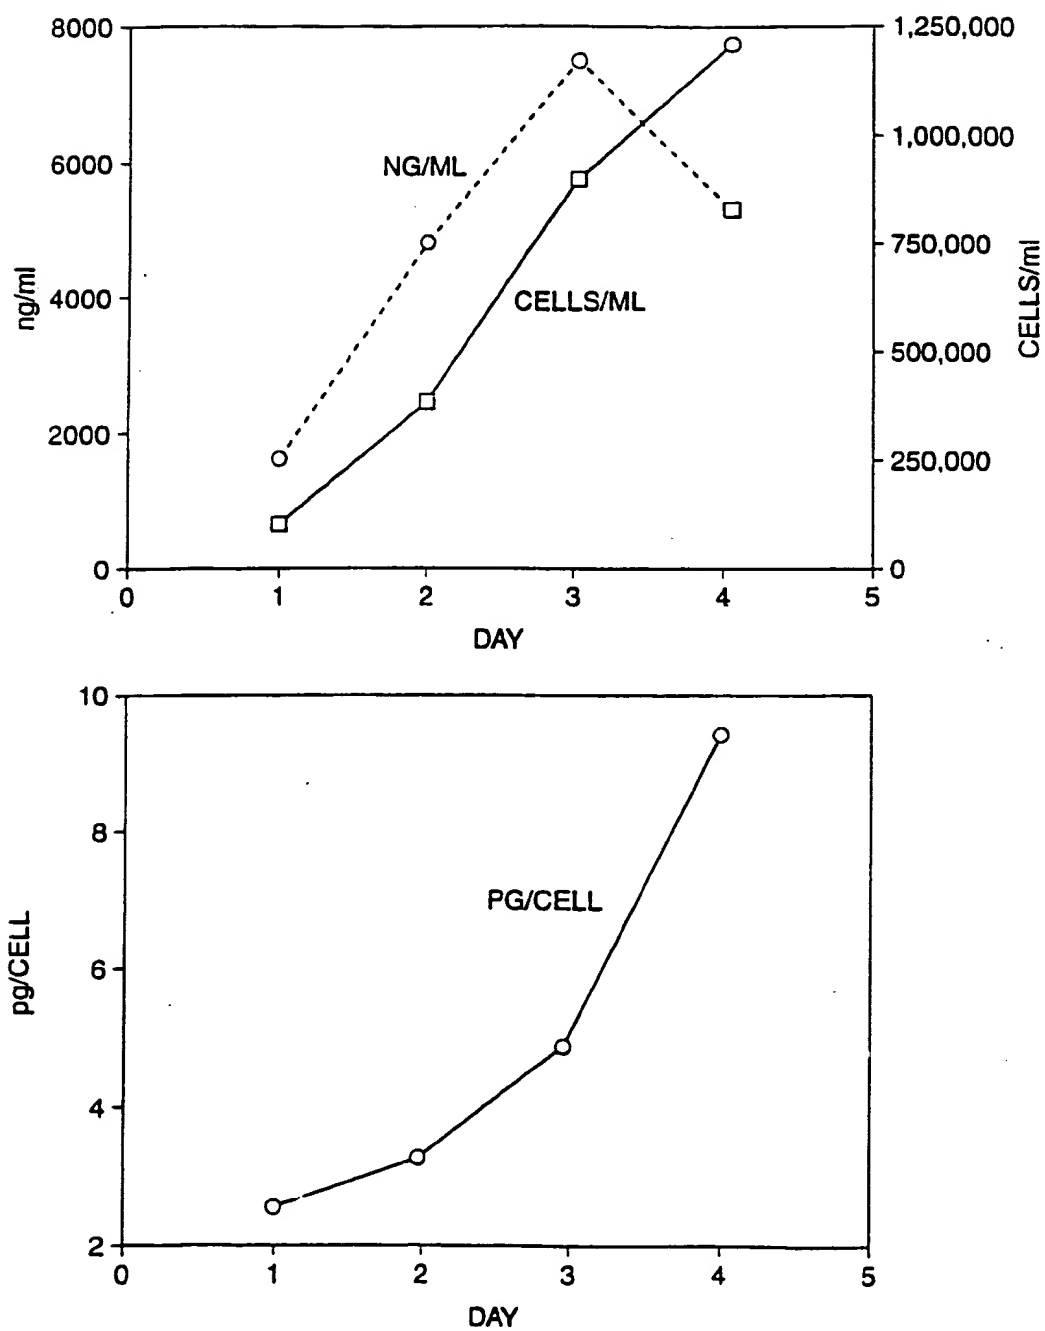 8000
6000
4000
2000
0
ng/ml
1,250,000
1,000,000
750,000
500,000
250,000
0
CELLS/ml
NG/ML
CELLS/ML
0 1 2 3 4 5
DAY
10
8
6
4
2
pg/CELL
PG/CELL
0 1 2 3 4 5
DAY